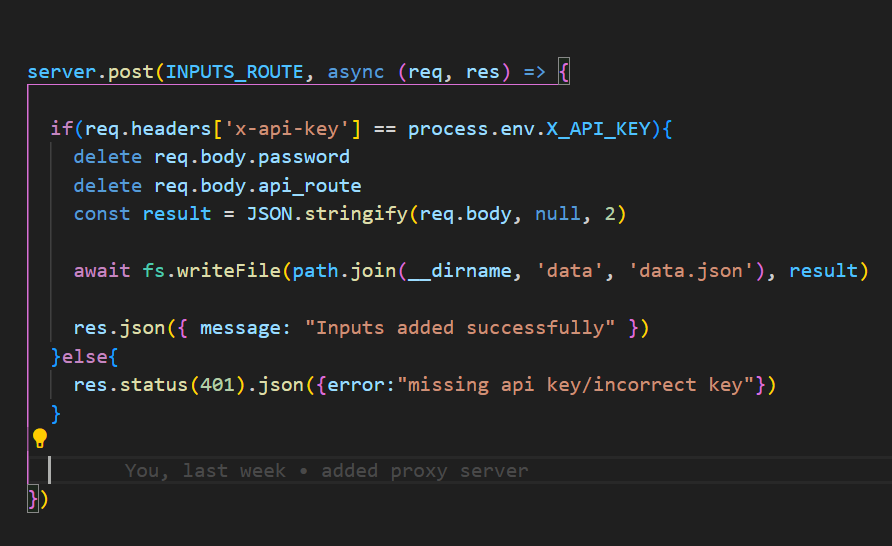 server.post(INPUTS_ROUTE, async (req, res) => {
if(req.headers['x-api-key'] == process.env.X_API_KEY){
delete req.body.password
delete req.body.api_route
const result = JSON.stringify(req.body, null, 2)
await fs.writeFile(path.join(__dirname, 'data', 'data.json'), result)
res.json({ message: "Inputs added successfully" })
}else{
res.status(401).json({error:"missing api key/incorrect key"})
}
You, last week • added proxy server
})